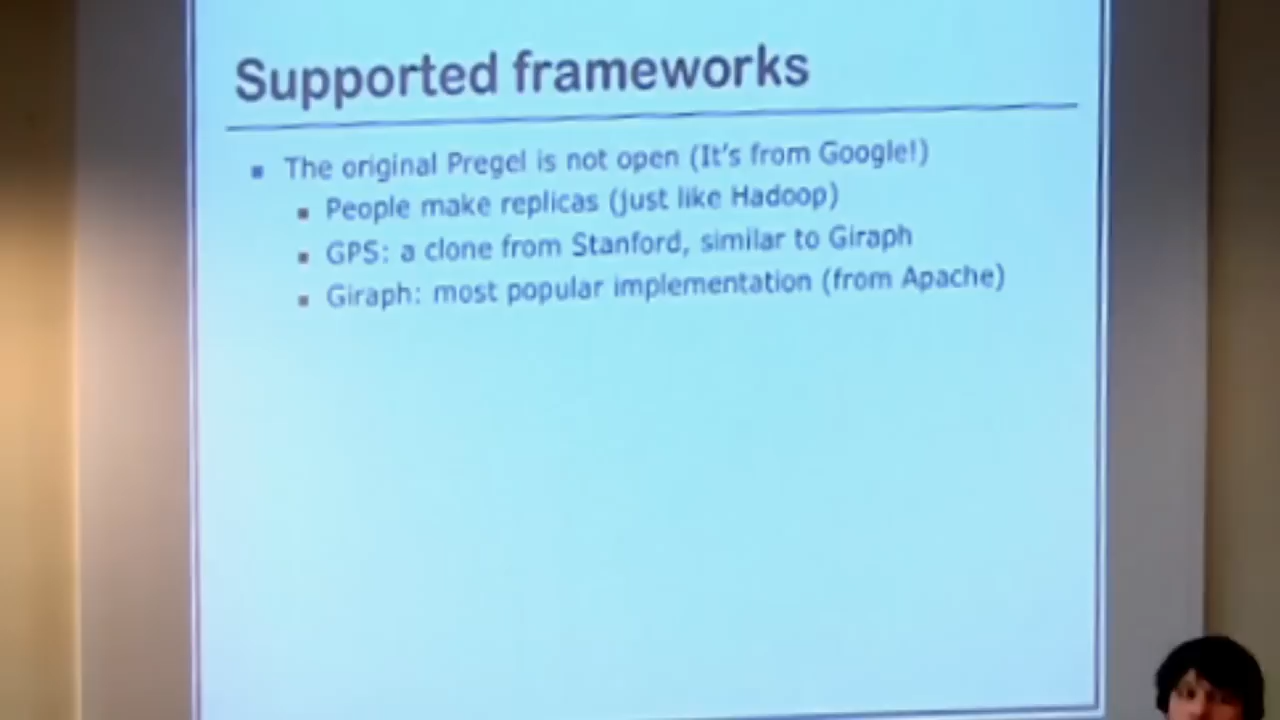 Supported frameworks
The original Pregel is not open (It's from Google!)
People make replicas (just like Hadoop)
GPS: a clone from Stanford, similar to Giraph
Giraph: most popular implementation (from Apache)